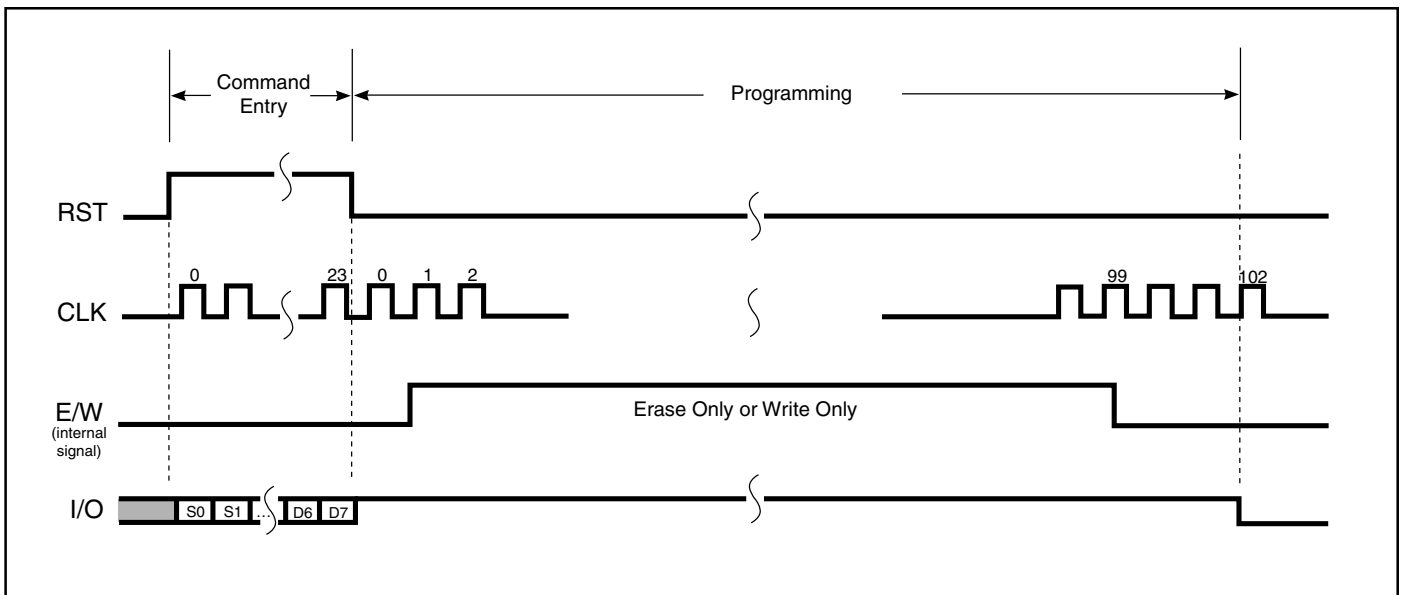 Command
Entry
Programming
RST
CLK
0
23
0
1
2
99
102
E/W
(internal
signal)
Erase Only or Write Only
I/O
S0
S1
...
D6
D7